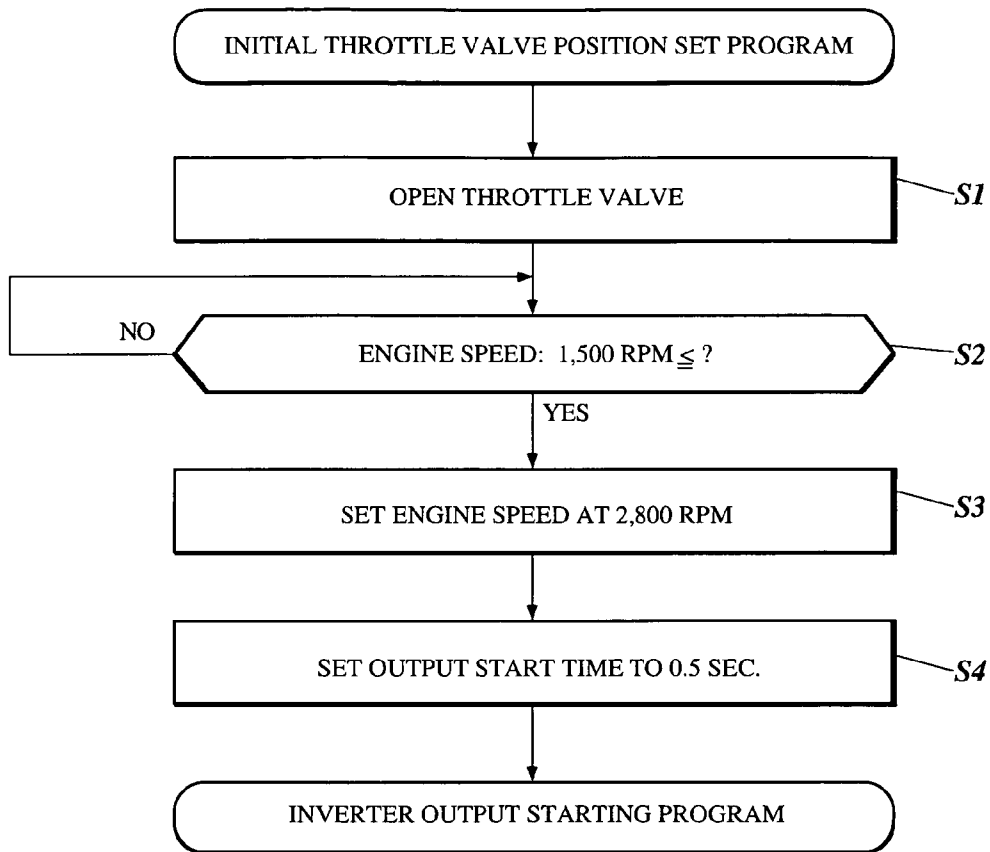 INITIAL THROTTLE VALVE POSITION SET PROGRAM
OPEN THROTTLE VALVE
S1
NO
ENGINE SPEED: 1,500 RPM ≦ ?
S2
YES
SET ENGINE SPEED AT 2,800 RPM
S3
SET OUTPUT START TIME TO 0.5 SEC.
S4
INVERTER OUTPUT STARTING PROGRAM